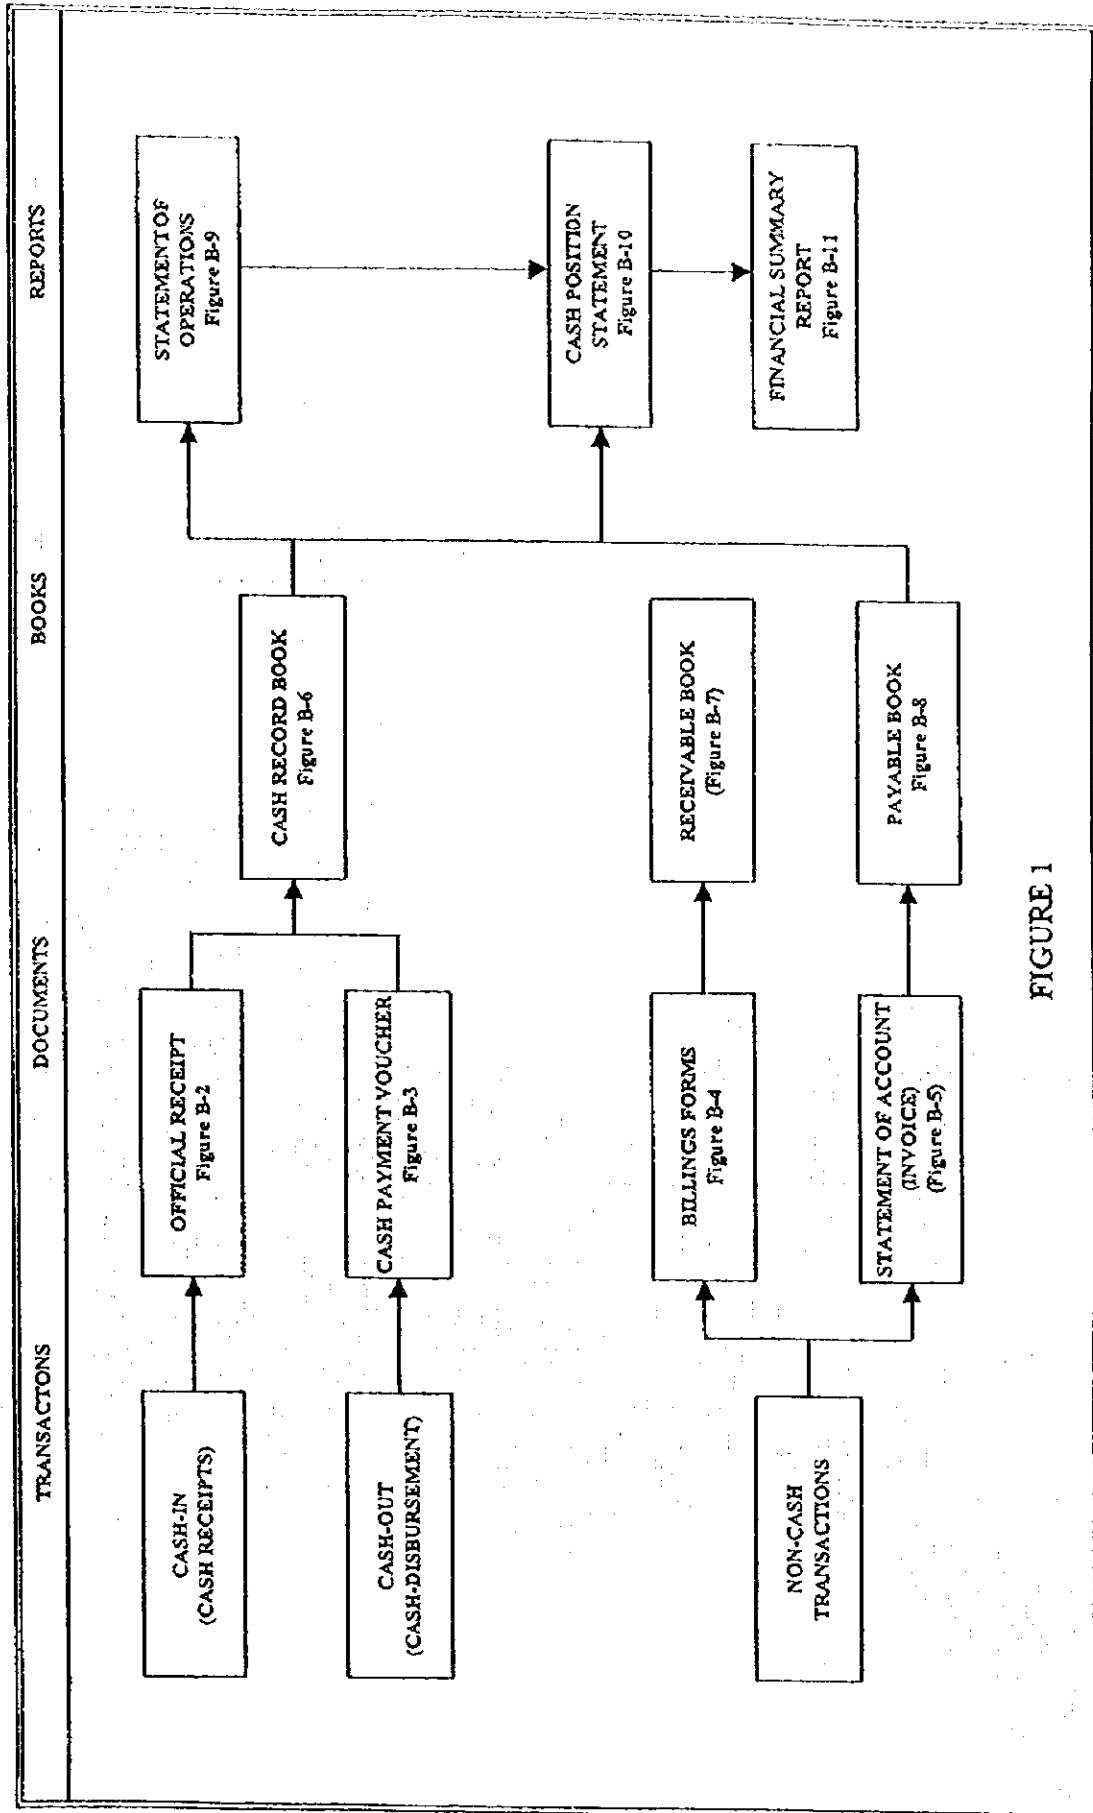 TRANSACTONS
DOCUMENTS
BOOKS
REPORTS
CASH-IN
(CASH RECEIPTS)
OFFICIAL RECEIPT
Figure B-2
CASH-OUT
(CASH-DISBURSEMENT)
CASH PAYMENT VOUCHER
Figure B-3
CASH RECORD BOOK
Figure B-6
STATEMENT OF
OPERATIONS
Figure B-9
NON-CASH
TRANSACTIONS
BILLINGS FORMS
Figure B-4
RECEIVABLE BOOK
(Figure B-7)
CASH POSITION
STATEMENT
Figure B-10
STATEMENT OF ACCOUNT
(INVOICE)
(Figure B-5)
PAYABLE BOOK
Figure B-8
FINANCIAL SUMMARY
REPORT
Figure B-11
FIGURE 1